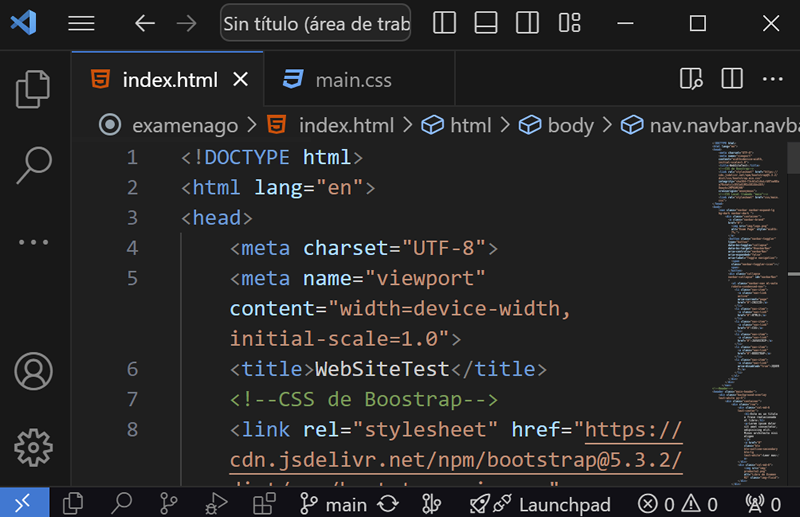 Sin título (área de trab
index.html
main.css
examenago > index.html > html > body > nav.navbar.navba
1 <!DOCTYPE html>
2 <html lang="en">
3 <head>
4 <meta charset="UTF-8">
5 <meta name="viewport"
content="width=device-width,
initial-scale=1.0">
6 <title>WebSiteTest</title>
7 <!--CSS de Boostrap-->
8 <link rel="stylesheet" href="https://
cdn.jsdelivr.net/npm/bootstrap@5.3.2/
main
Launchpad
0
0
0